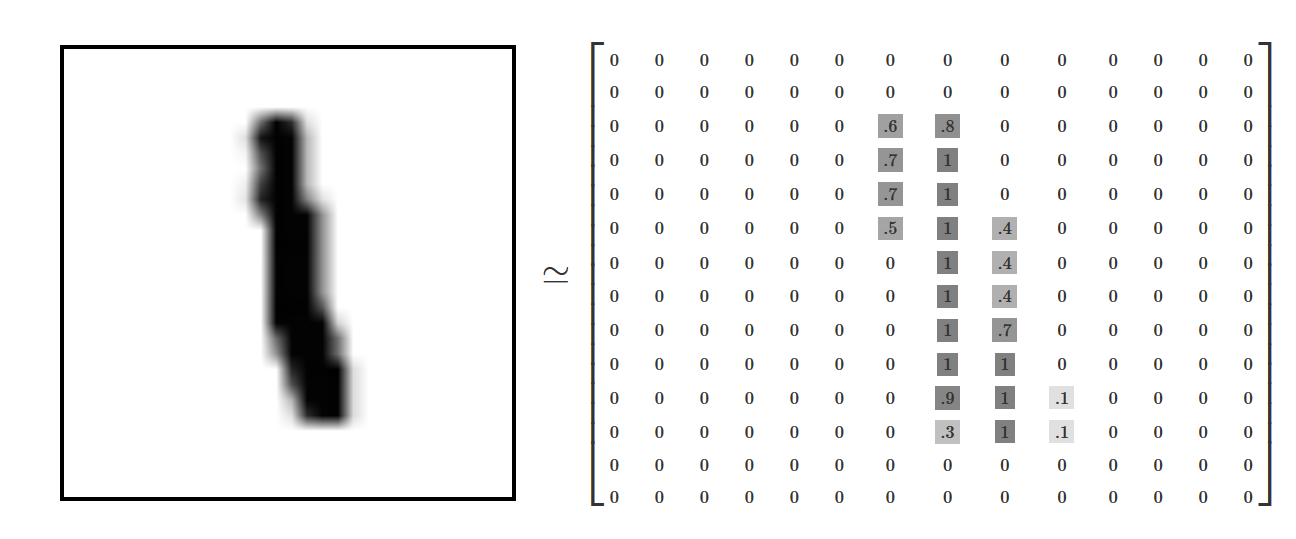 ≃
0 0 0 0 0 0 0 0 0 0 0 0 0 0
0 0 0 0 0 0 0 0 0 0 0 0 0 0
0 0 0 0 0 0 .6 .8 0 0 0 0 0 0
0 0 0 0 0 0 .7 1 0 0 0 0 0 0
0 0 0 0 0 0 .7 1 0 0 0 0 0 0
0 0 0 0 0 0 .5 1 .4 0 0 0 0 0
0 0 0 0 0 0 0 1 .4 0 0 0 0 0
0 0 0 0 0 0 0 1 .4 0 0 0 0 0
0 0 0 0 0 0 0 1 .7 0 0 0 0 0
0 0 0 0 0 0 0 1 1 0 0 0 0 0
0 0 0 0 0 0 0 .9 1 .1 0 0 0 0
0 0 0 0 0 0 0 .3 1 .1 0 0 0 0
0 0 0 0 0 0 0 0 0 0 0 0 0 0
0 0 0 0 0 0 0 0 0 0 0 0 0 0